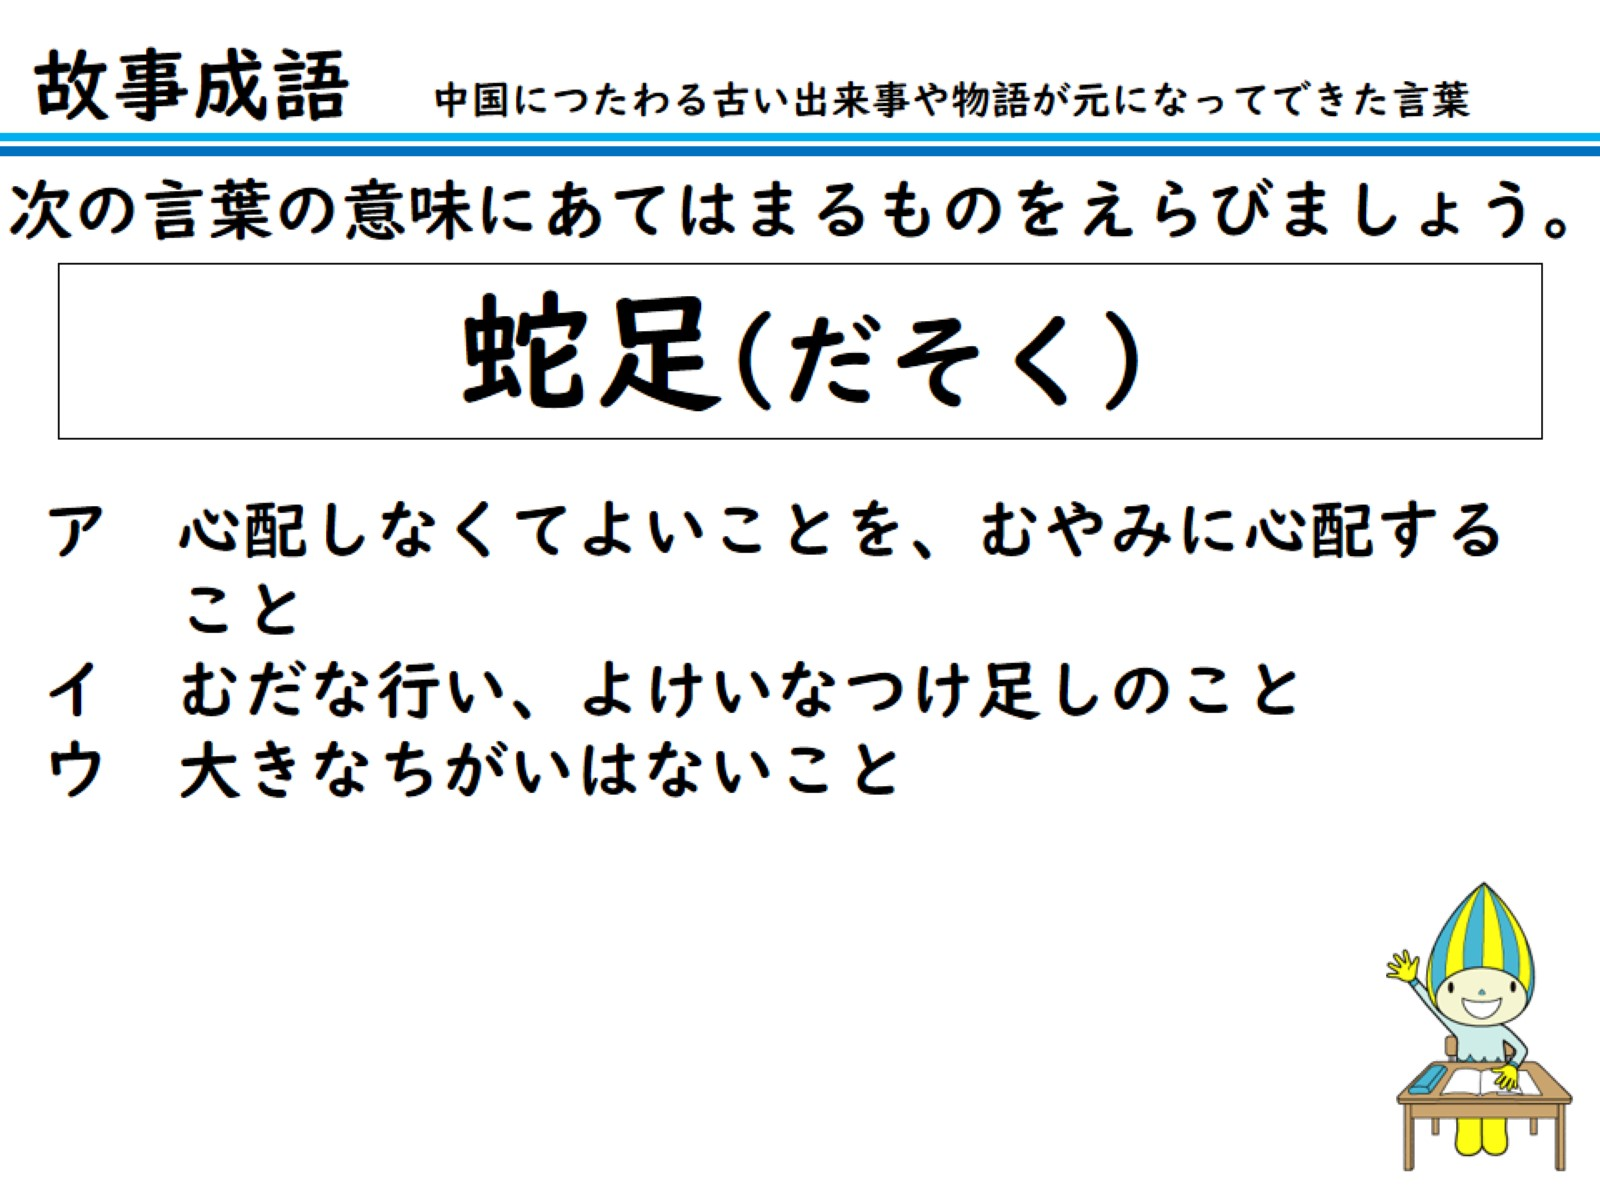 故事成語
中国につたわる古い出来事や物語が元になってできた言葉
次の言葉の意味にあてはまるものをえらびましょう。
蛇足(だそく)
ア　心配しなくてよいことを、むやみに心配する
こと
イ　むだな行い、よけいなつけ足しのこと
ウ　大きなちがいはないこと